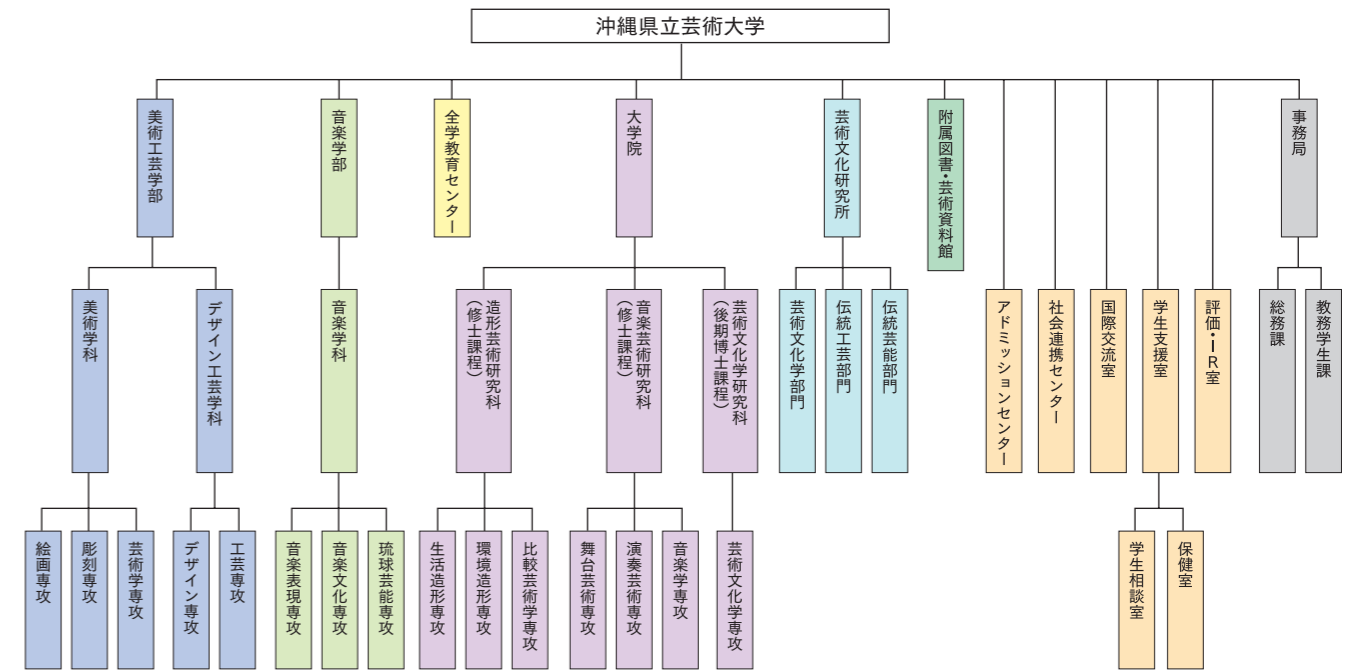 沖縄県立芸術大学
美術工芸学部
音楽学部
全学教育センター
大学院
芸術文化研究所
附属図書・芸術資料館
事務局
美術学科
デザイン工芸学科
音楽学科
造形芸術研究科
（修士課程）
音楽芸術研究科
（修士課程）
芸術文化学研究科
（後期博士課程）
芸術文化学部門
伝統工芸部門
伝統芸能部門
アドミッションセンター
社会連携センター
国際交流室
学生支援室
評価・IR室
総務課
教務学生課
絵画専攻
彫刻専攻
芸術学専攻
デザイン専攻
工芸専攻
音楽表現専攻
音楽文化専攻
琉球芸能専攻
生活造形専攻
環境造形専攻
比較芸術学専攻
舞台芸術専攻
演奏芸術専攻
音楽学専攻
芸術文化学専攻
学生相談室
保健室